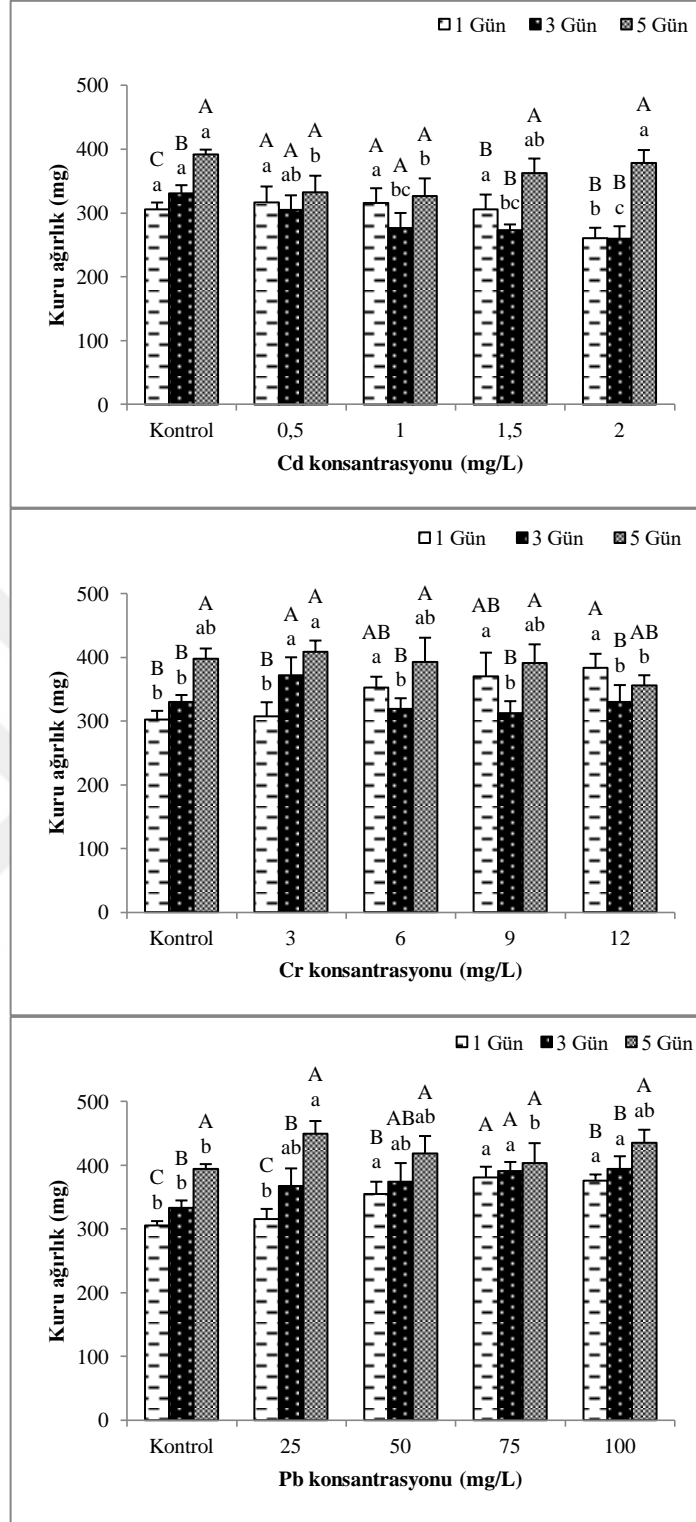 1 Gün 3 Gün 5 Gün
500
400
300
200
100
0
Kuru ağırlık (mg)
C B A
a a a
A A A
a ab b
A A A
a bc b
B B A
a bc ab
B B A
b c a
Kontrol 0,5 1 1,5 2
Cd konsantrasyonu (mg/L)
1 Gün 3 Gün 5 Gün
500
400
300
200
100
0
Kuru ağırlık (mg)
B B A
b b ab
B A A
b a a
AB B A
a b ab
AB B A
a b ab
A B AB
a b b
Kontrol 3 6 9 12
Cr konsantrasyonu (mg/L)
1 Gün 3 Gün 5 Gün
500
400
300
200
100
0
Kuru ağırlık (mg)
C B A
b b b
C B A
b ab a
B AB A
a ab ab
A A A
a a b
B B A
a a ab
Kontrol 25 50 75 100
Pb konsantrasyonu (mg/L)